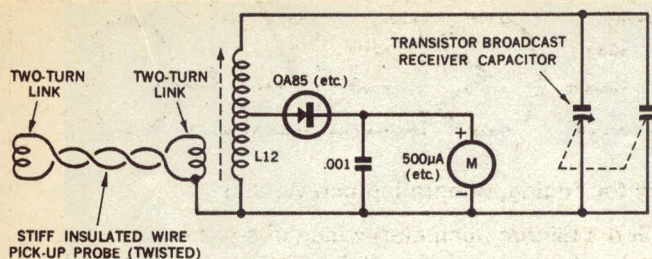 TRANSISTOR BROADCAST
RECEIVER CAPACITOR
TWO-TURN
LINK
TWO-TURN
LINK
OA85 (etc.)
L12
.001
+
500µA
(etc.)
M
−
STIFF INSULATED WIRE
PICK-UP PROBE (TWISTED)